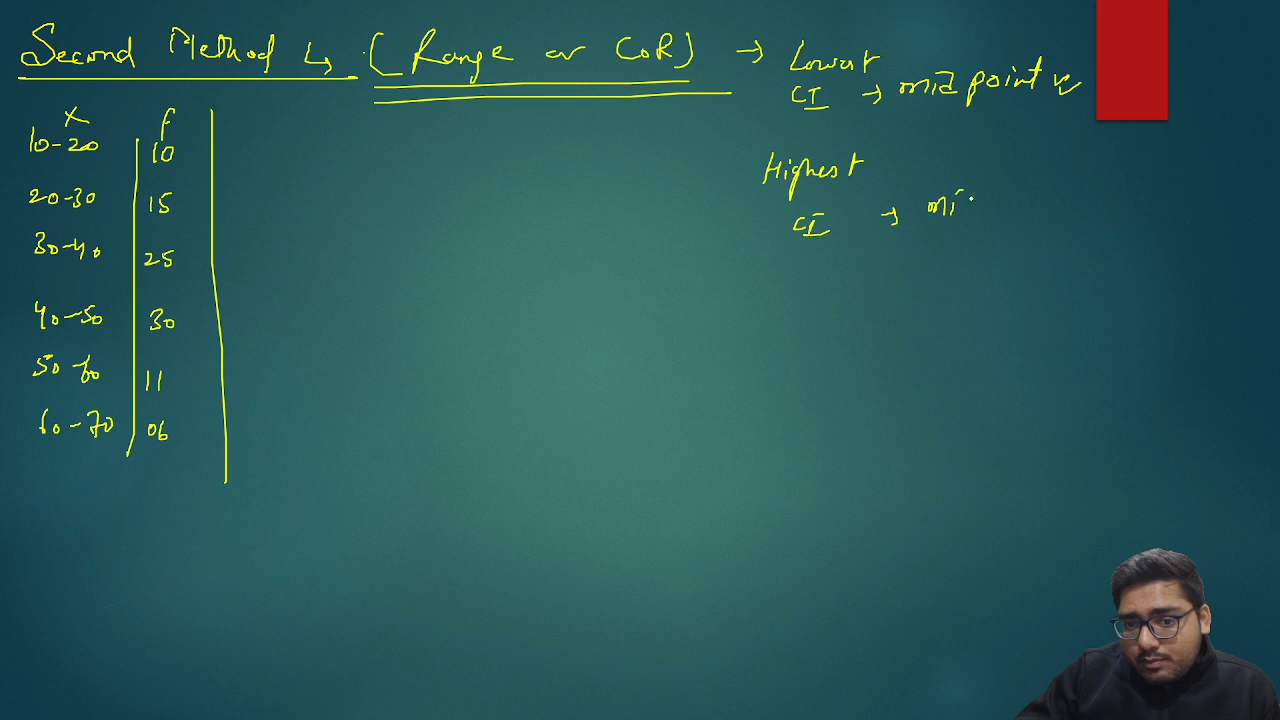 Second Method ↳ (Range or CoR) → Lowest
CI → mid point
X f
10-20 10
20-30 15
30-40 25
40-50 30
50-60 11
60-70 06
Highest
CI → mi